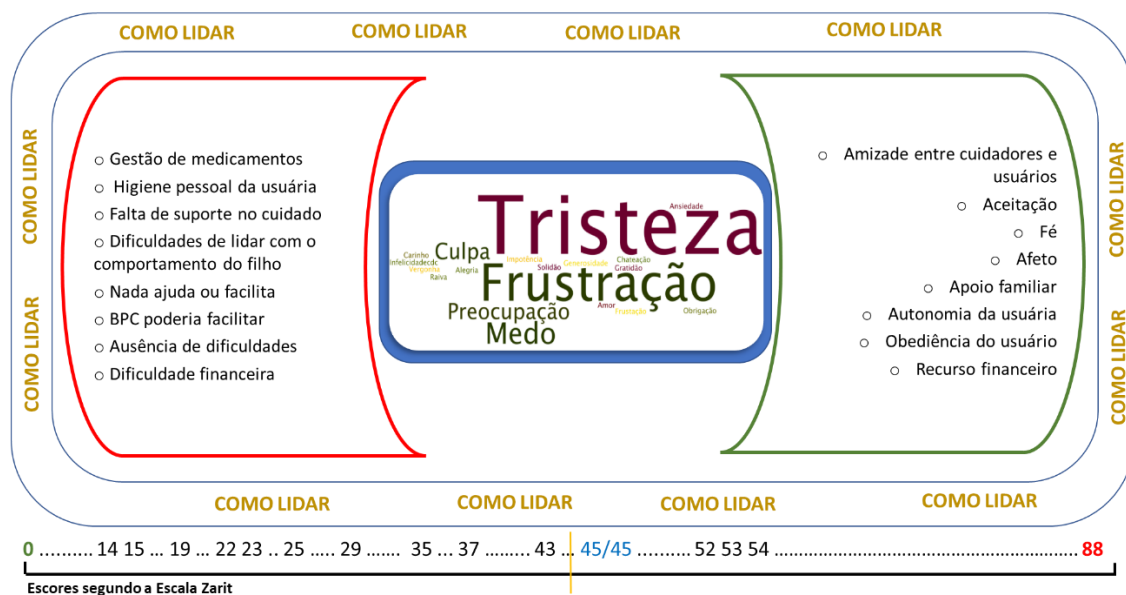 COMO LIDAR
COMO LIDAR
COMO LIDAR
COMO LIDAR
COMO LIDAR
COMO LIDAR
○ Gestão de medicamentos
○ Higiene pessoal da usuária
○ Falta de suporte no cuidado
○ Dificuldades de lidar com o
comportamento do filho
○ Nada ajuda ou facilita
○ BPC poderia facilitar
○ Ausência de dificuldades
○ Dificuldade financeira
Tristeza
Ansiedade
Culpa
Carinho
Infelicidadecdc
Vergonha
Alegria
Raiva
Impotência
Solidão
Generosidade
Chateação
Gratidão
Frustração
Preocupação
Amor
Frustação
Obrigação
Medo
○ Amizade entre cuidadores e
usuários
○ Aceitação
○ Fé
○ Afeto
○ Apoio familiar
○ Autonomia da usuária
○ Obediência do usuário
○ Recurso financeiro
COMO LIDAR
COMO LIDAR
COMO LIDAR
COMO LIDAR
COMO LIDAR
COMO LIDAR
0 .......... 14 15 ... 19 ... 22 23 .. 25 ..... 29 ....... 35 ... 37 ......... 43 ... 45/45 .......... 52 53 54 ........................................................ 88
Escores segundo a Escala Zarit